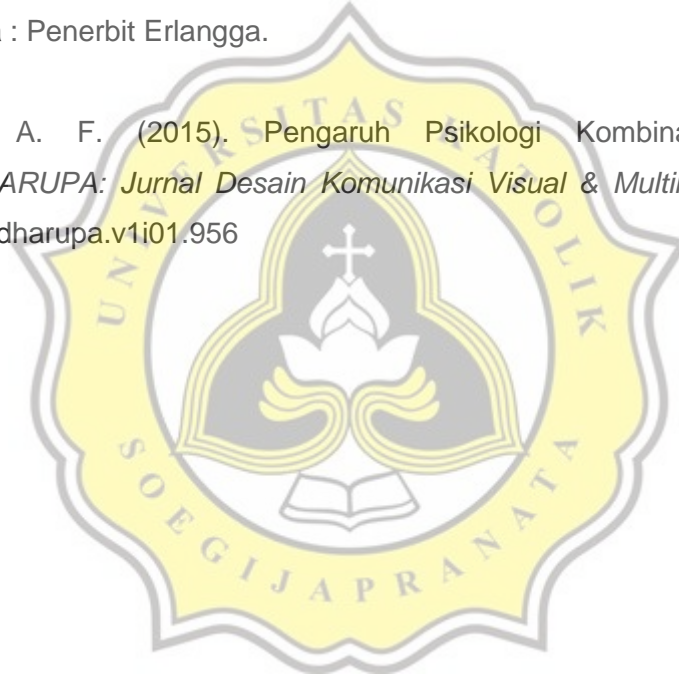 a : Penerbit Erlangga.
A. F. (2015). Pengaruh Psikologi Kombina
ARUPA: Jurnal Desain Komunikasi Visual & Multi
dharupa.v1i01.956
UNIVERSITAS KATOLIK
SOEGIJAPRANATA